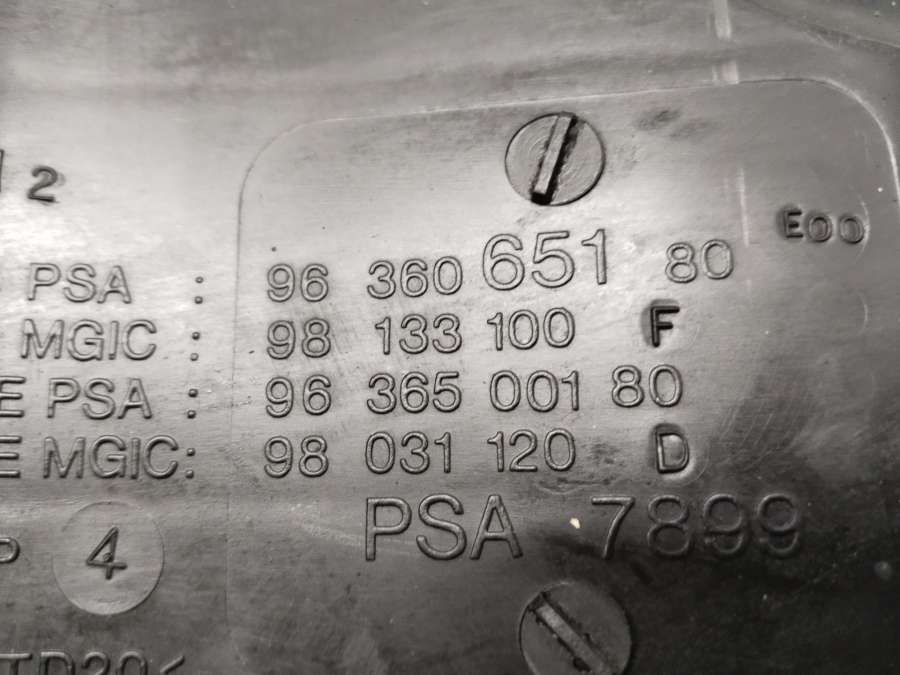 2
E00
PSA : 96 360 651 80
MGIC : 98 133 100 F
E PSA : 96 365 001 80
E MGIC: 98 031 120 D
PSA 7899
P 4
TD20<